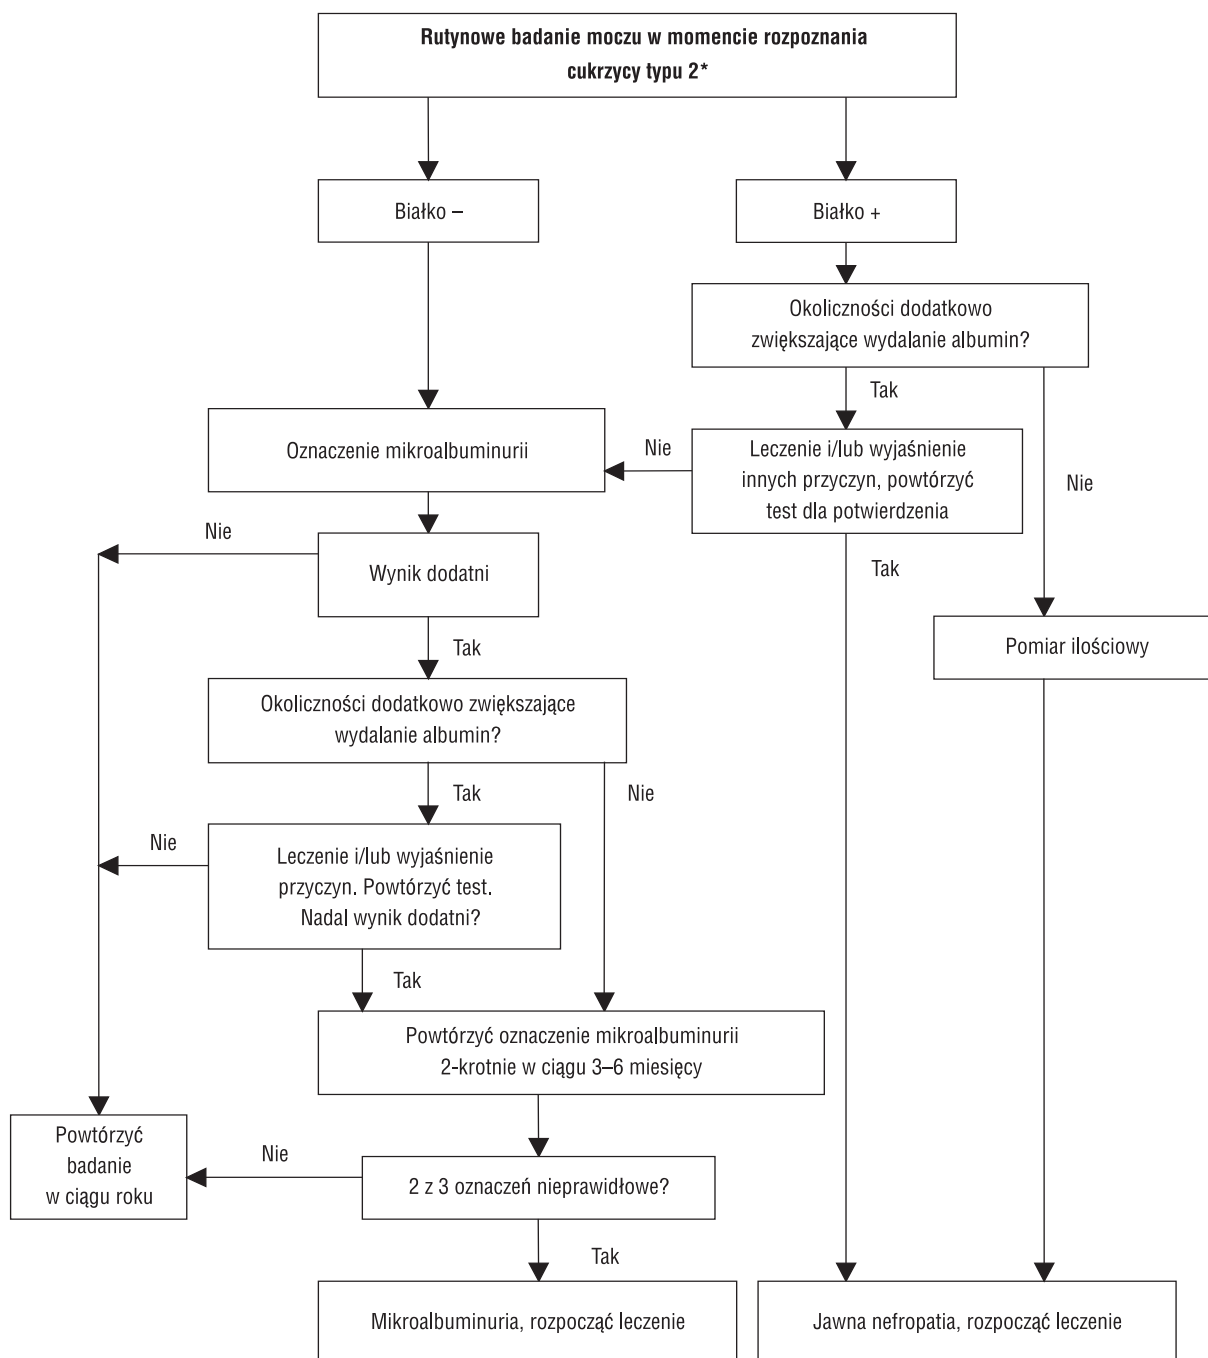 Rutynowe badanie moczu w momencie rozpoznania
cukrzycy typu 2*
Białko –
Białko +
Okoliczności dodatkowo
zwiększające wydalanie albumin?
Tak
Nie
Oznaczenie mikroalbuminurii
Nie
Leczenie i/lub wyjaśnienie
innych przyczyn, powtórzyć
test dla potwierdzenia
Nie
Wynik dodatni
Tak
Pomiar ilościowy
Tak
Okoliczności dodatkowo zwiększające
wydalanie albumin?
Tak
Nie
Nie
Leczenie i/lub wyjaśnienie
przyczyn. Powtórzyć test.
Nadal wynik dodatni?
Tak
Powtórzyć oznaczenie mikroalbuminurii
2-krotnie w ciągu 3–6 miesięcy
Powtórzyć
badanie
w ciągu roku
Nie
2 z 3 oznaczeń nieprawidłowe?
Tak
Mikroalbuminuria, rozpocząć leczenie
Jawna nefropatia, rozpocząć leczenie